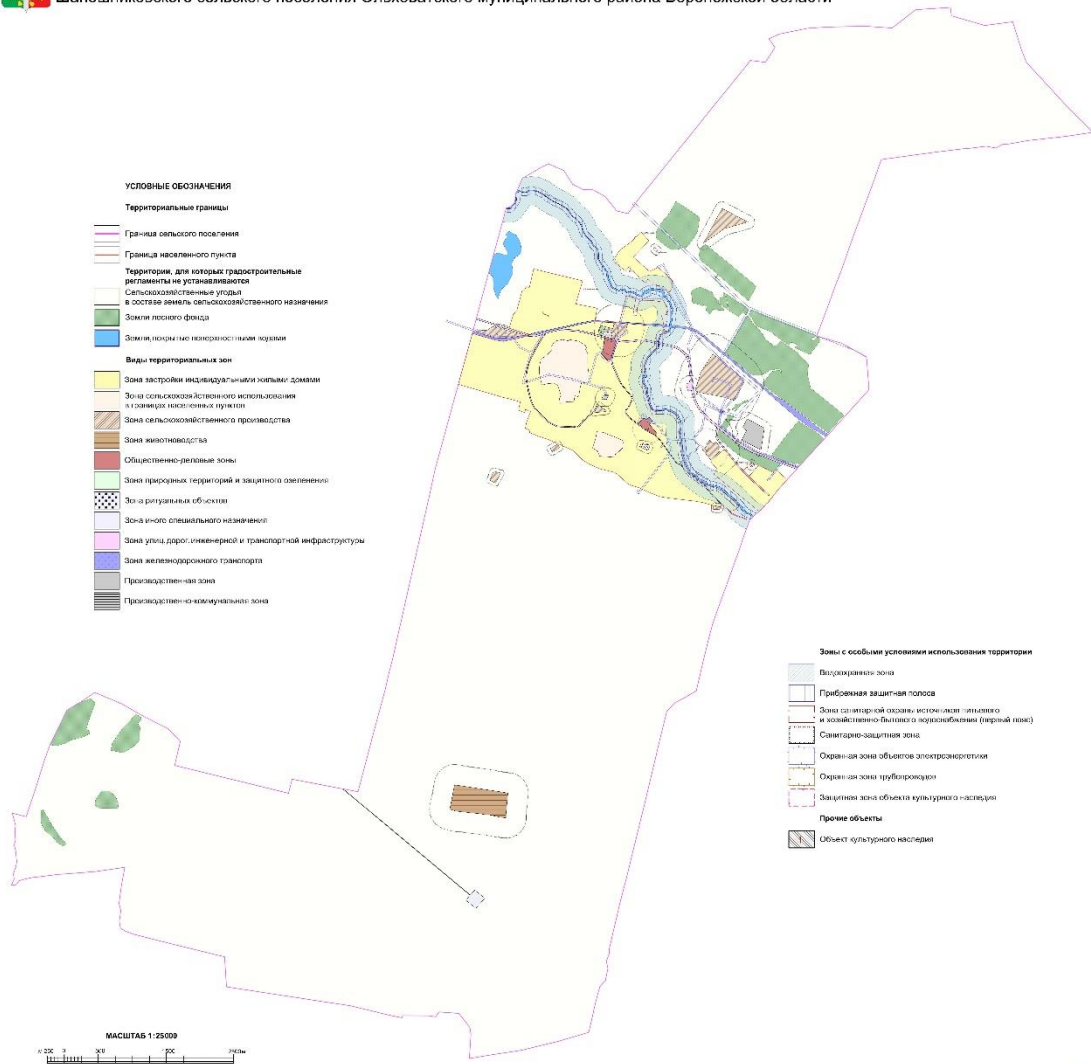 Шапошниковского сельского поселения Ольховатского муниципального района Воронежской области
УСЛОВНЫЕ ОБОЗНАЧЕНИЯ
Территориальные границы
Граница сельского поселения
Граница населенного пункта
Территории, для которых градостроительные
регламенты не устанавливаются
Сельскохозяйственные угодья
в составе земель сельскохозяйственного назначения
Земли лесного фонда
Земли, покрытые поверхностными водами
Виды территориальных зон
Зона застройки индивидуальными жилыми домами
Зона сельскохозяйственного использования
в границах населенных пунктов
Зона сельскохозяйственного производства
Зона животноводства
Общественно-деловые зоны
Зона природных территорий и защитного озеленения
Зона ритуальных объектов
Зона иного специального назначения
Зона улиц, дорог, инженерной и транспортной инфраструктуры
Зона железнодорожного транспорта
Производственная зона
Производственно-коммунальная зона
Зоны с особыми условиями использования территории
Водоохранная зона
Прибрежная защитная полоса
Зона санитарной охраны источников питьевого
и хозяйственно-бытового водоснабжения (первый пояс)
Санитарно-защитная зона
Охранная зона объектов электроэнергетики
Охранная зона трубопроводов
Защитная зона объекта культурного наследия
Прочие объекты
Объект культурного наследия
МАСШТАБ 1:25000